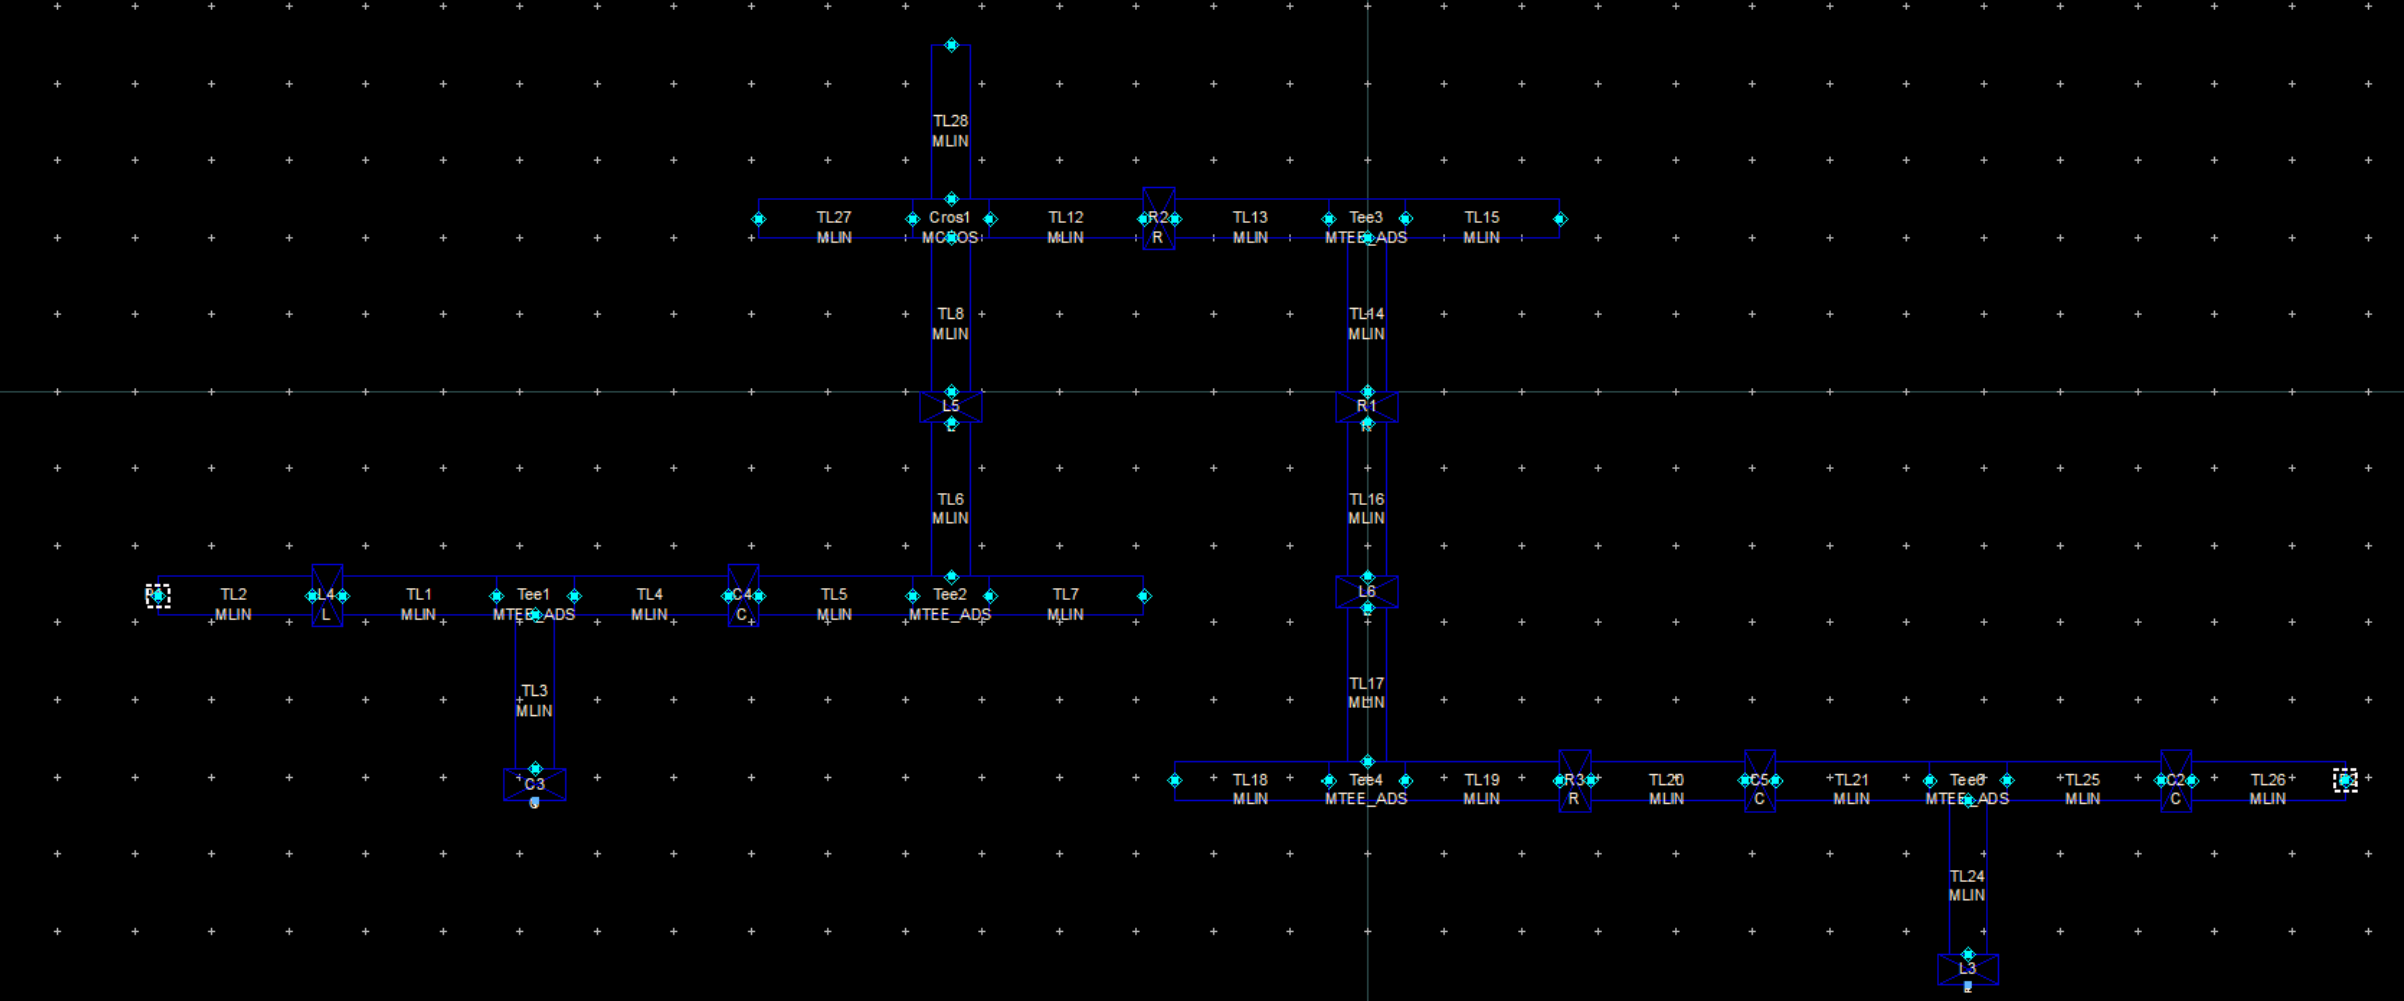 TL28
MLIN
TL27 Cros1 TL12 R2 TL13 Tee3 TL15
MLIN MCROS MLIN R MLIN MTEE_ADS MLIN
TL8 TL14
MLIN MLIN
L5 R1
TL6 TL16
MLIN MLIN
L6
TL2 L4 TL1 Tee1 TL4 C4 TL5 Tee2 TL7
MLIN L MLIN MTEE_ADS MLIN C MLIN MTEE_ADS MLIN
TL3 TL17
MLIN MLIN
C3
TL18 Tee4 TL19 R3 TL20 C5 TL21 Tee6 TL25 C2 TL26
MLIN MTEE_ADS MLIN R MLIN C MLIN MTEE_ADS MLIN C MLIN
TL24
MLIN
L3